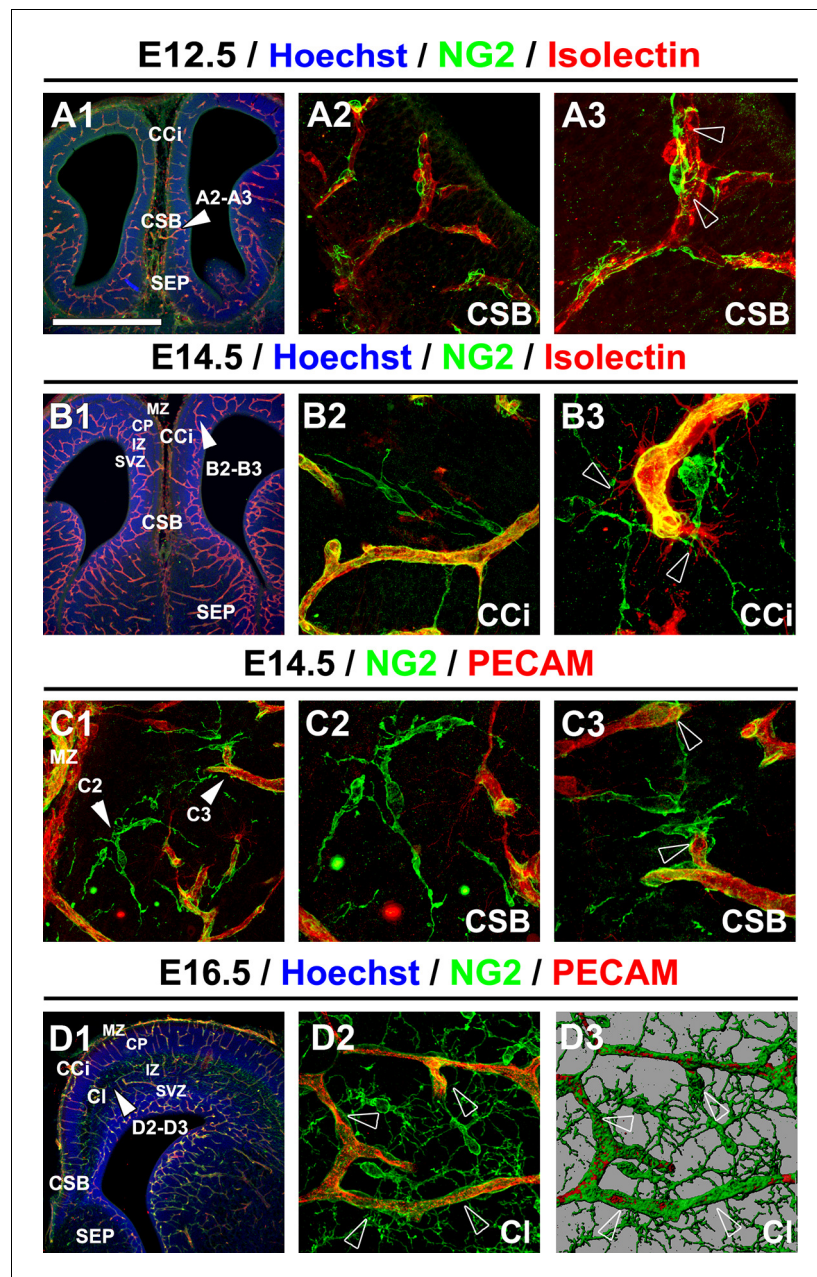 E12.5 / Hoechst / NG2 / Isolectin
A1
CCi
A2-A3
CSB
SEP
A2
CSB
A3
CSB
E14.5 / Hoechst / NG2 / Isolectin
B1
MZ
CP
CCi
IZ
SVZ
B2-B3
CSB
SEP
B2
CCi
B3
CCi
E14.5 / NG2 / PECAM
C1
MZ
C2
C3
C2
CSB
C3
CSB
E16.5 / Hoechst / NG2 / PECAM
D1
MZ
CP
CCi
IZ
CI
SVZ
D2-D3
CSB
SEP
D2
CI
D3
CI